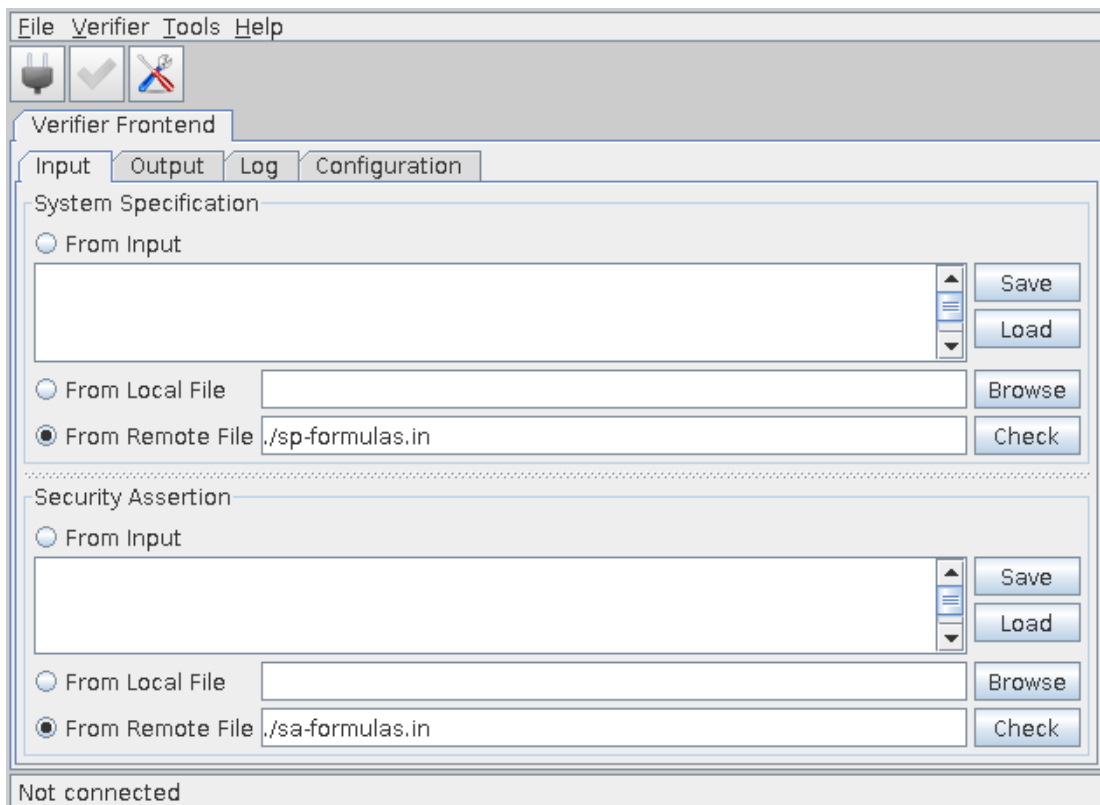 File Verifier Tools Help
Verifier Frontend
Input Output Log Configuration
System Specification
From Input
Save
Load
From Local File Browse
From Remote File ./sp-formulas.in Check
Security Assertion
From Input
Save
Load
From Local File Browse
From Remote File ./sa-formulas.in Check
Not connected